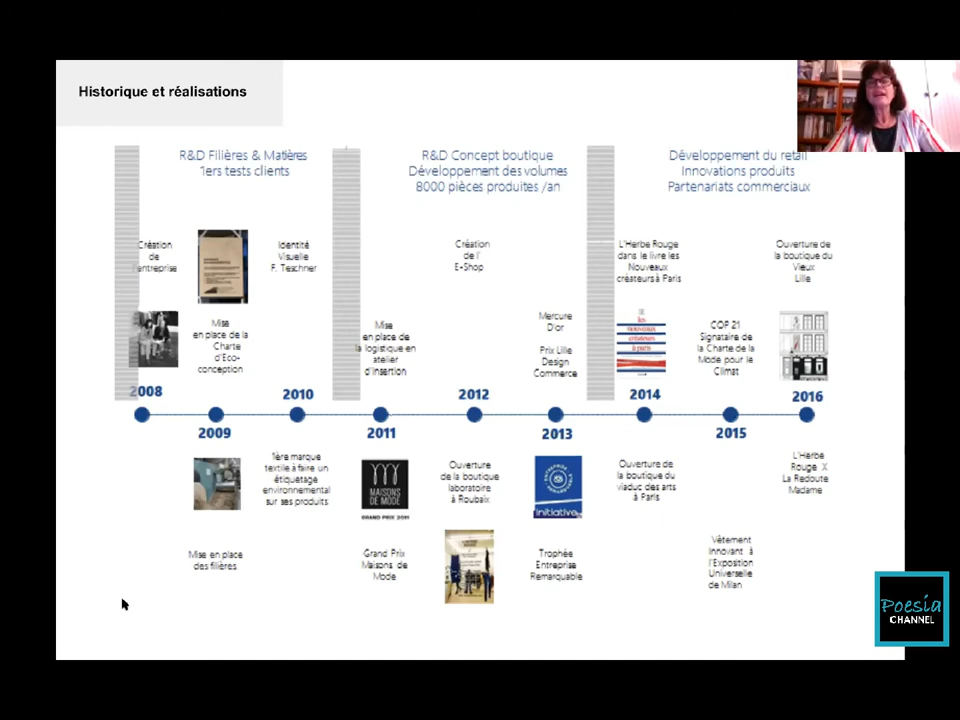 Historique et réalisations
R&D Filières & Matières
1ers tests clients
R&D Concept boutique
Développement des volumes
8000 pièces produites /an
Développement du retail
Innovations produits
Partenariats commerciaux
Création
de
l'entreprise
Identité
Visuelle
F. Teschner
Création
de l'
E-Shop
L'Herbe Rouge
dans le livre les
Nouveaux
créateurs à Paris
Ouverture de
la boutique du
Vieux
Lille
Mise
en place de la
Charte
d'Eco-
conception
Mise
en place de
la logistique en
atelier
d'insertion
Mercure
D'or
Prix Lille
Design
Commerce
les
nouveaux
créateurs
à paris
COP 21
Signataire de
la Charte de la
Mode pour le
Climat
2008
2010
2012
2014
2016
2009
2011
2013
2015
1ère marque
textile à faire un
étiquetage
environnemental
sur ses produits
MAISONS
DE MODE
GRAND PRIX 2011
Ouverture
de la boutique
laboratoire
à Roubaix
ENTREPRISE
REMARQUABLE
initiative
Ouverture de
la boutique du
viaduc des arts
à Paris
L'Herbe
Rouge X
La Redoute
Madame
Mise en place
des filières
Grand Prix
Maisons de
Mode
Trophée
Entreprise
Remarquable
Vêtement
Innovant à
l'Exposition
Universelle
de Milan
Poesia
CHANNEL